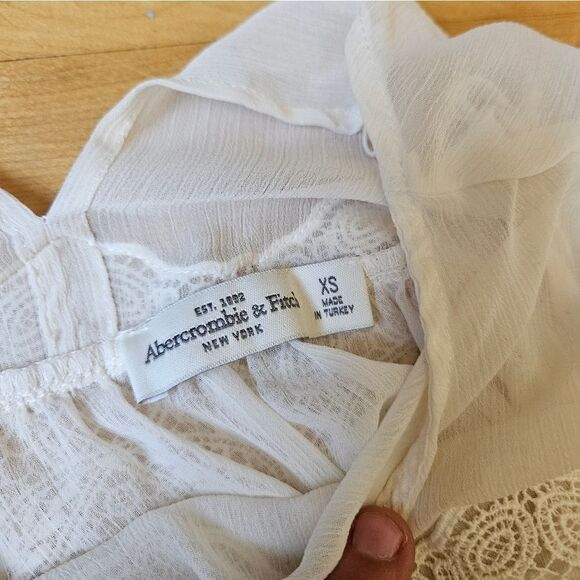 EST. 1892
Abercrombie & Fitch
NEW YORK
XS
MADE
IN TURKEY